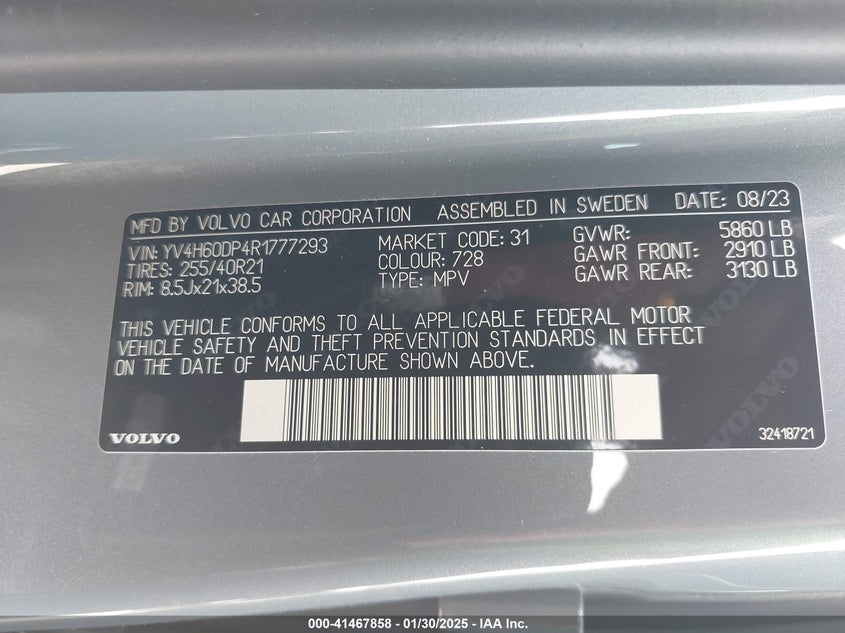 MFD BY VOLVO CAR CORPORATION ASSEMBLED IN SWEDEN DATE: 08/23
VIN: YV4H60DP4R1777293 MARKET CODE: 31 GVWR: 5860 LB
TIRES: 255/40R21 COLOUR: 728 GAWR FRONT: 2910 LB
RIM: 8.5Jx21x38.5 TYPE: MPV GAWR REAR: 3130 LB
THIS VEHICLE CONFORMS TO ALL APPLICABLE FEDERAL MOTOR
VEHICLE SAFETY AND THEFT PREVENTION STANDARDS IN EFFECT
ON THE DATE OF MANUFACTURE SHOWN ABOVE.
VOLVO 32418721
000-41467858 - 01/30/2025 - IAA Inc.